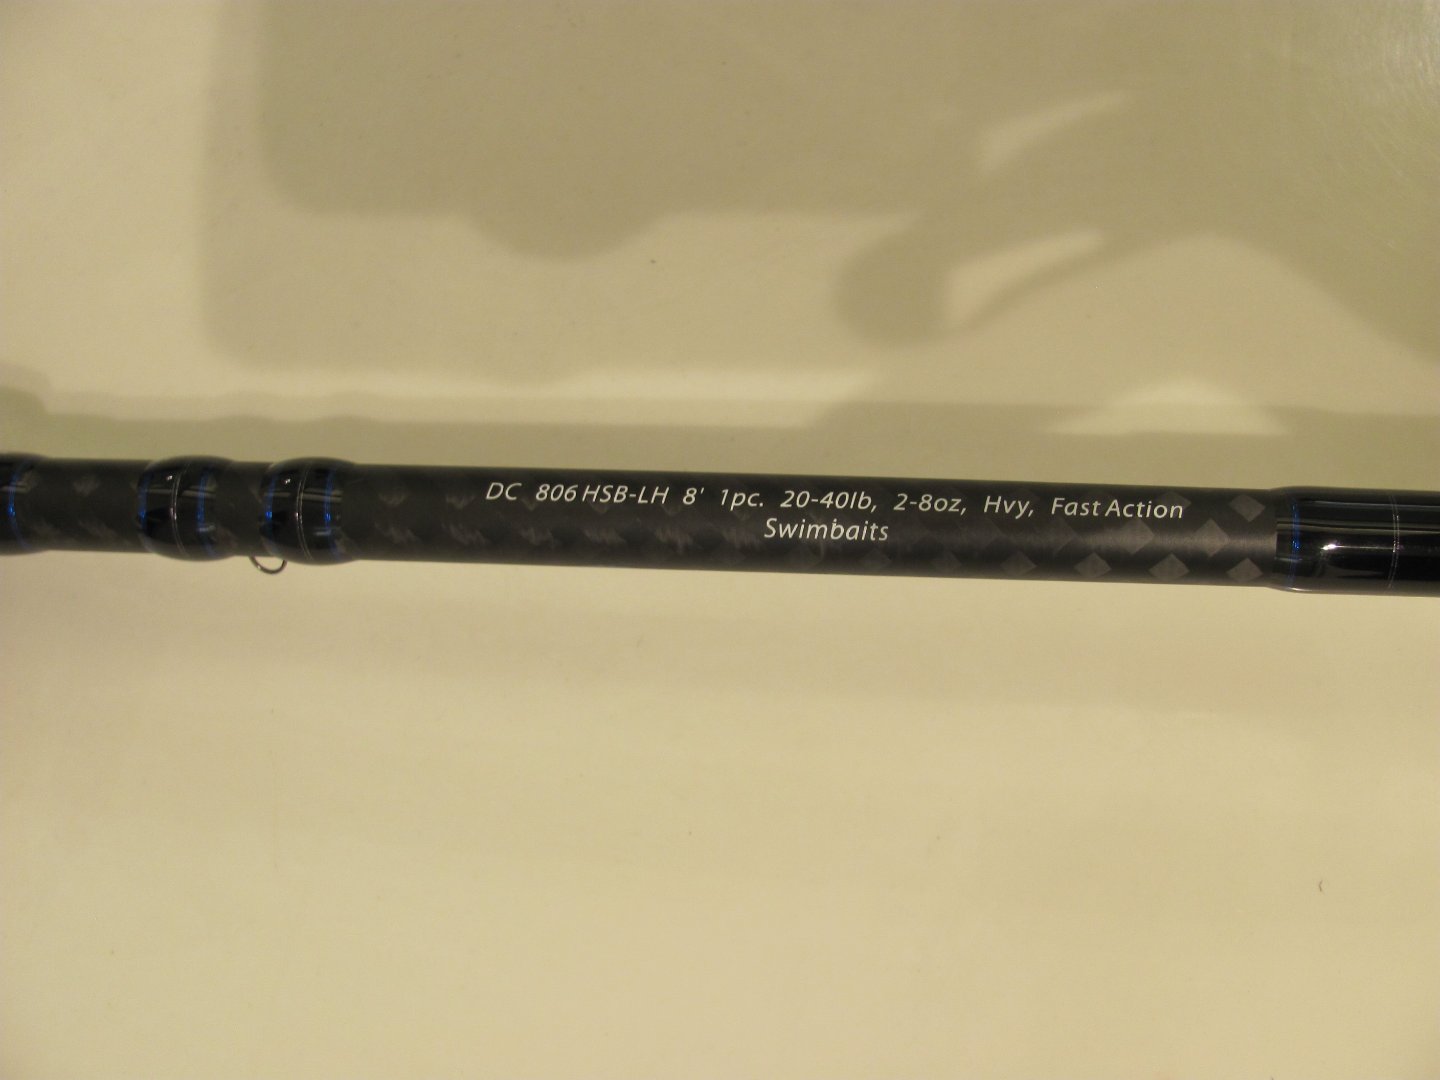 DC 806 HSB-LH 8' 1pc. 20-40lb, 2-8oz, Hvy, Fast Action
Swimbaits